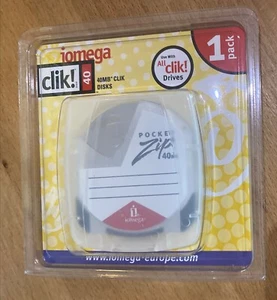 iomega
clik! 40
40MB* CLIK
DISKS
Use With
All
clik!
Drives
1
pack
POCKET
Zip
40MB
iomega
www.iomega-europe.com